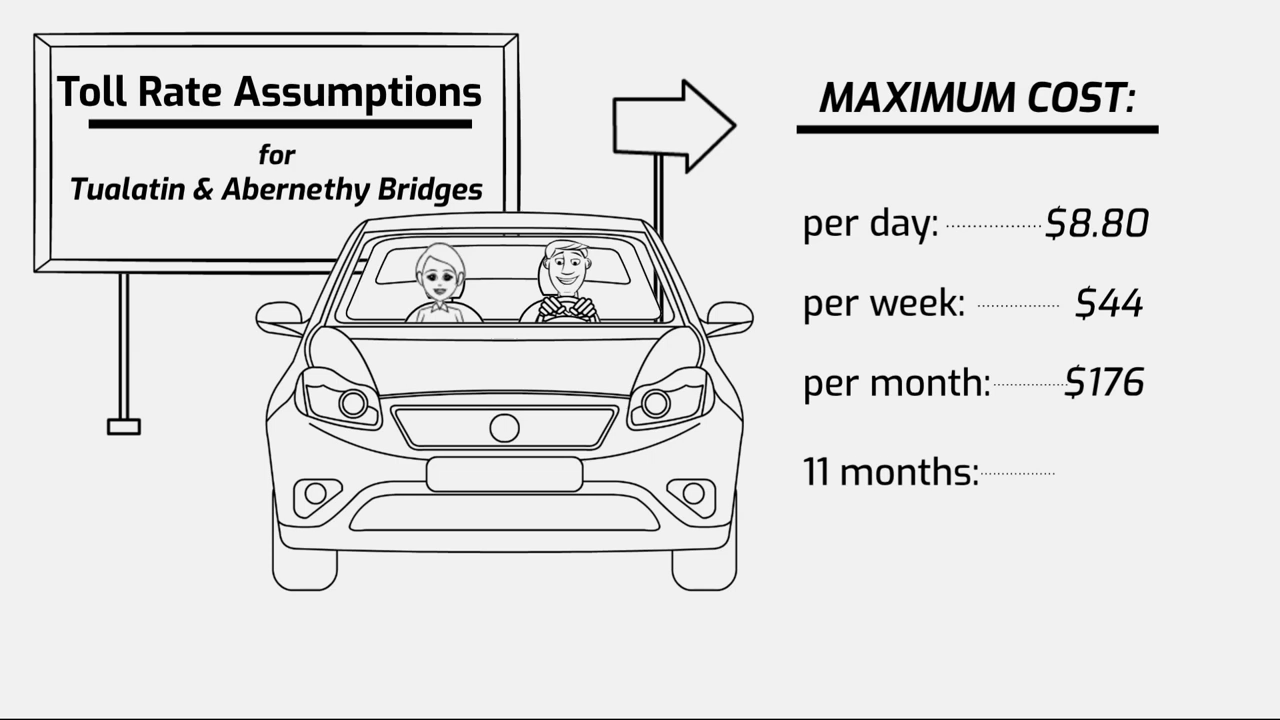 Toll Rate Assumptions
for
Tualatin & Abernethy Bridges
MAXIMUM COST:
per day: ..................$8.80
per week: ............... $44
per month:..............$176
11 months:...............